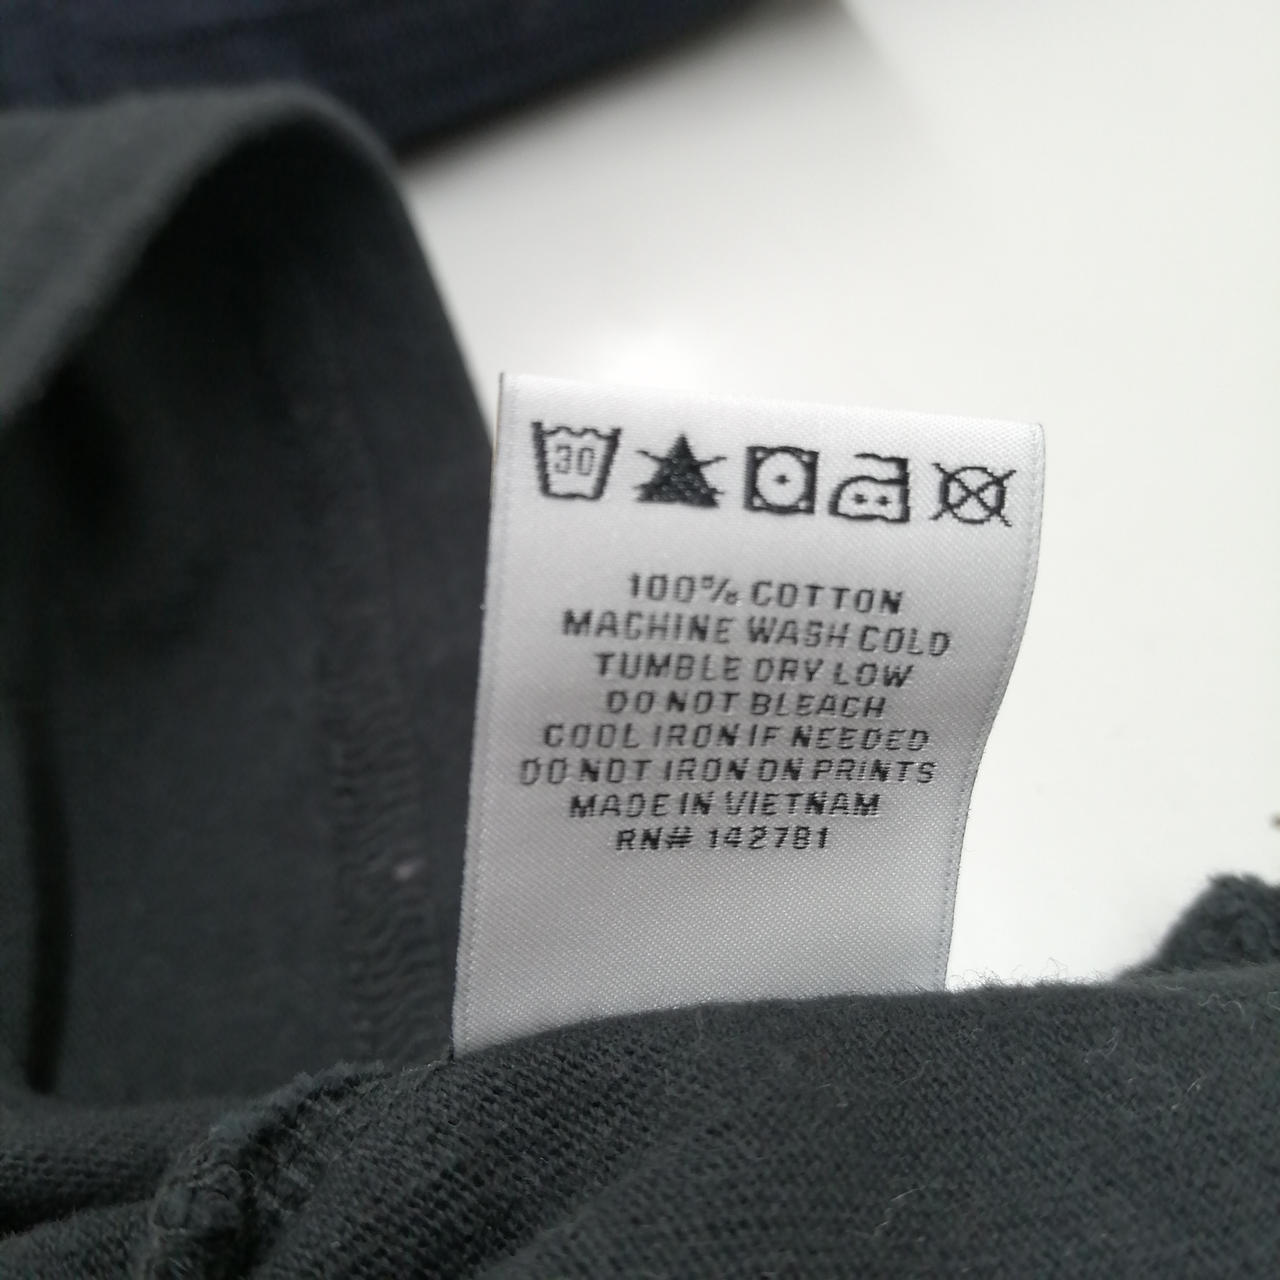 30
100% COTTON
MACHINE WASH COLD
TUMBLE DRY LOW
DO NOT BLEACH
COOL IRON IF NEEDED
DO NOT IRON ON PRINTS
MADE IN VIETNAM
RN# 142781